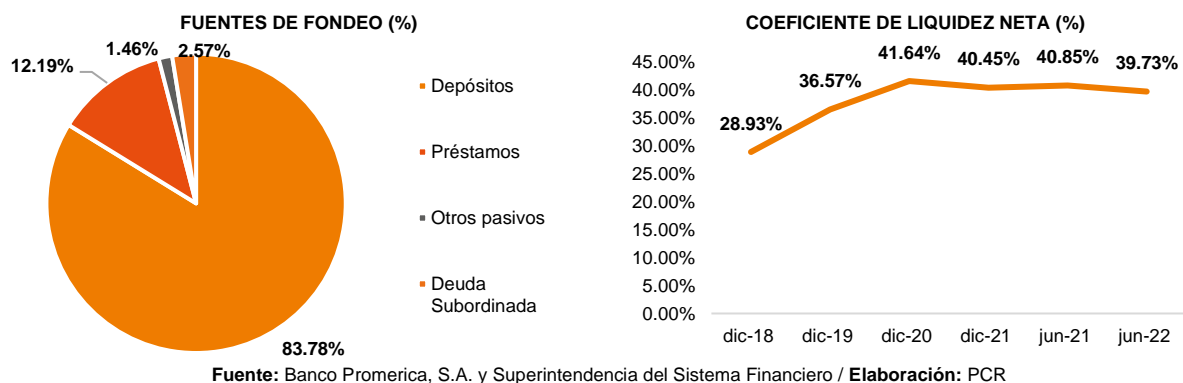 FUENTES DE FONDEO (%)
1.46%
2.57%
12.19%
83.78%
Depósitos
Préstamos
Otros pasivos
Deuda
Subordinada
COEFICIENTE DE LIQUIDEZ NETA (%)
45.00%
40.00%
35.00%
30.00%
25.00%
20.00%
15.00%
10.00%
5.00%
0.00%
28.93%
36.57%
41.64%
40.45%
40.85%
39.73%
dic-18
dic-19
dic-20
dic-21
jun-21
jun-22
Fuente: Banco Promerica, S.A. y Superintendencia del Sistema Financiero / Elaboración: PCR